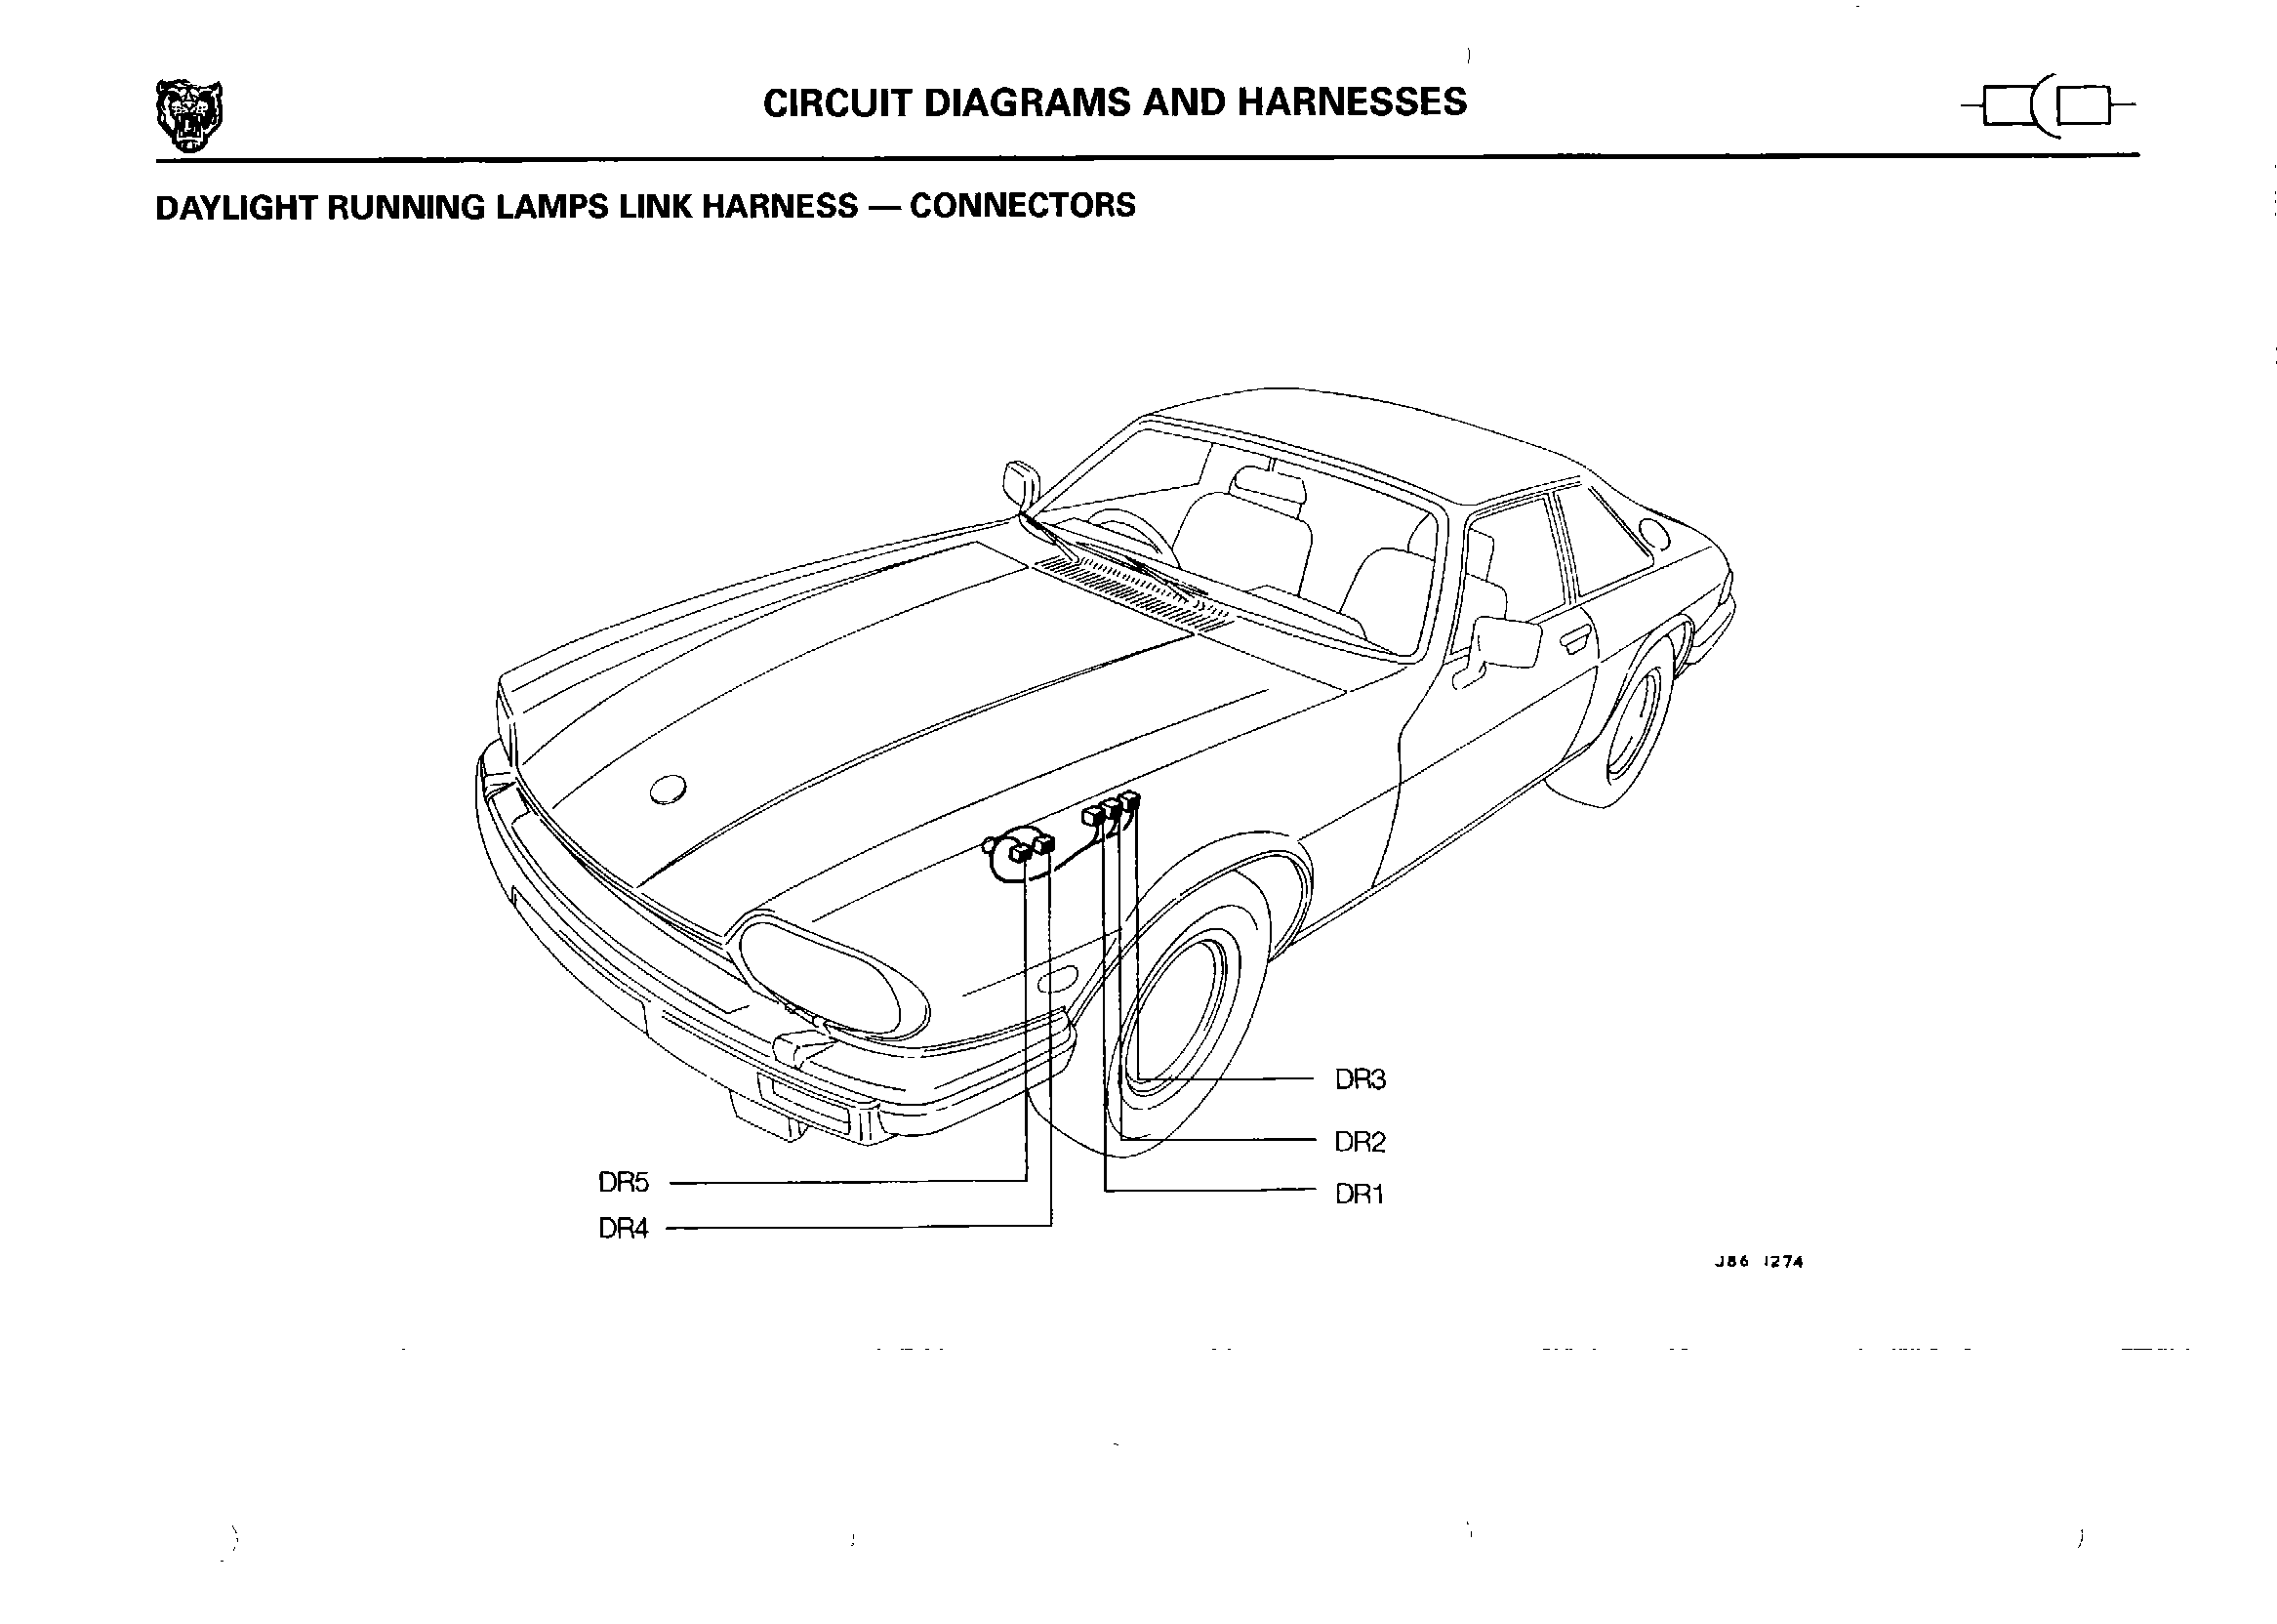 CIRCUIT DIAGRAMS AND HARNESSES
DAYLIGHT RUNNING LAMPS LINK HARNESS — CONNECTORS
DR3
DR2
DR1
DR5
DR4
J86 1274